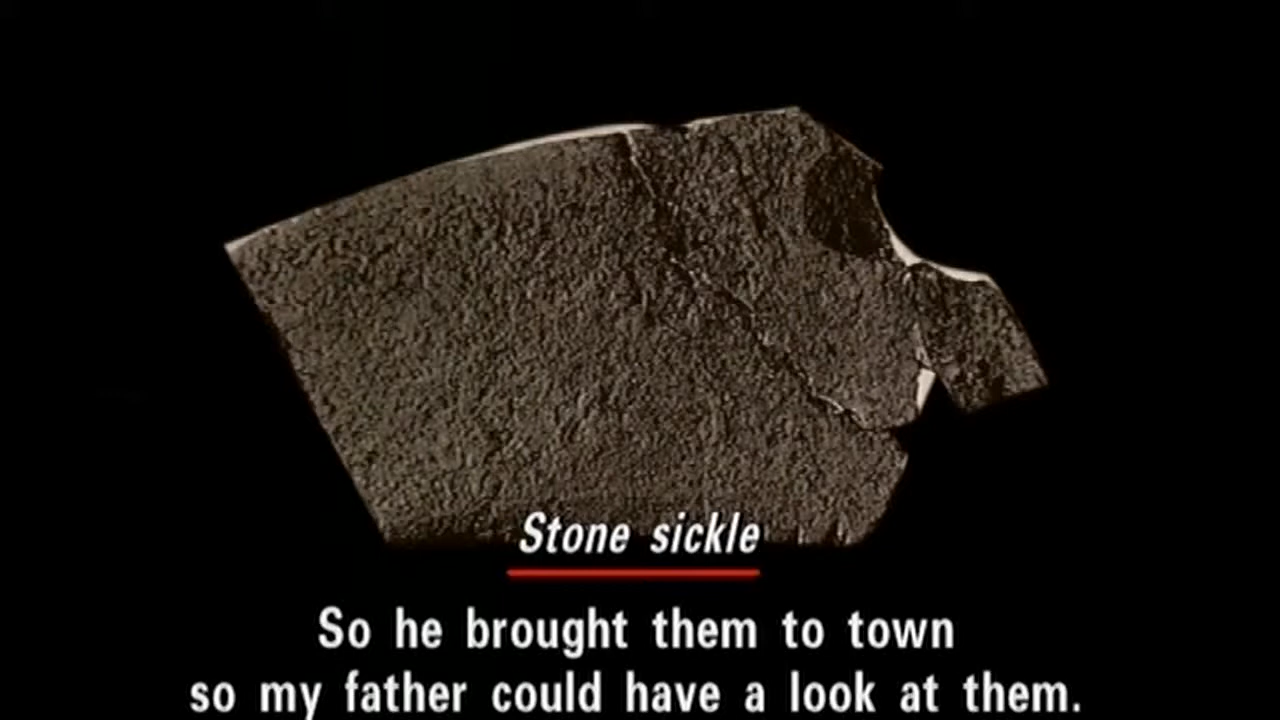 Stone sickle
So he brought them to town
so my father could have a look at them.